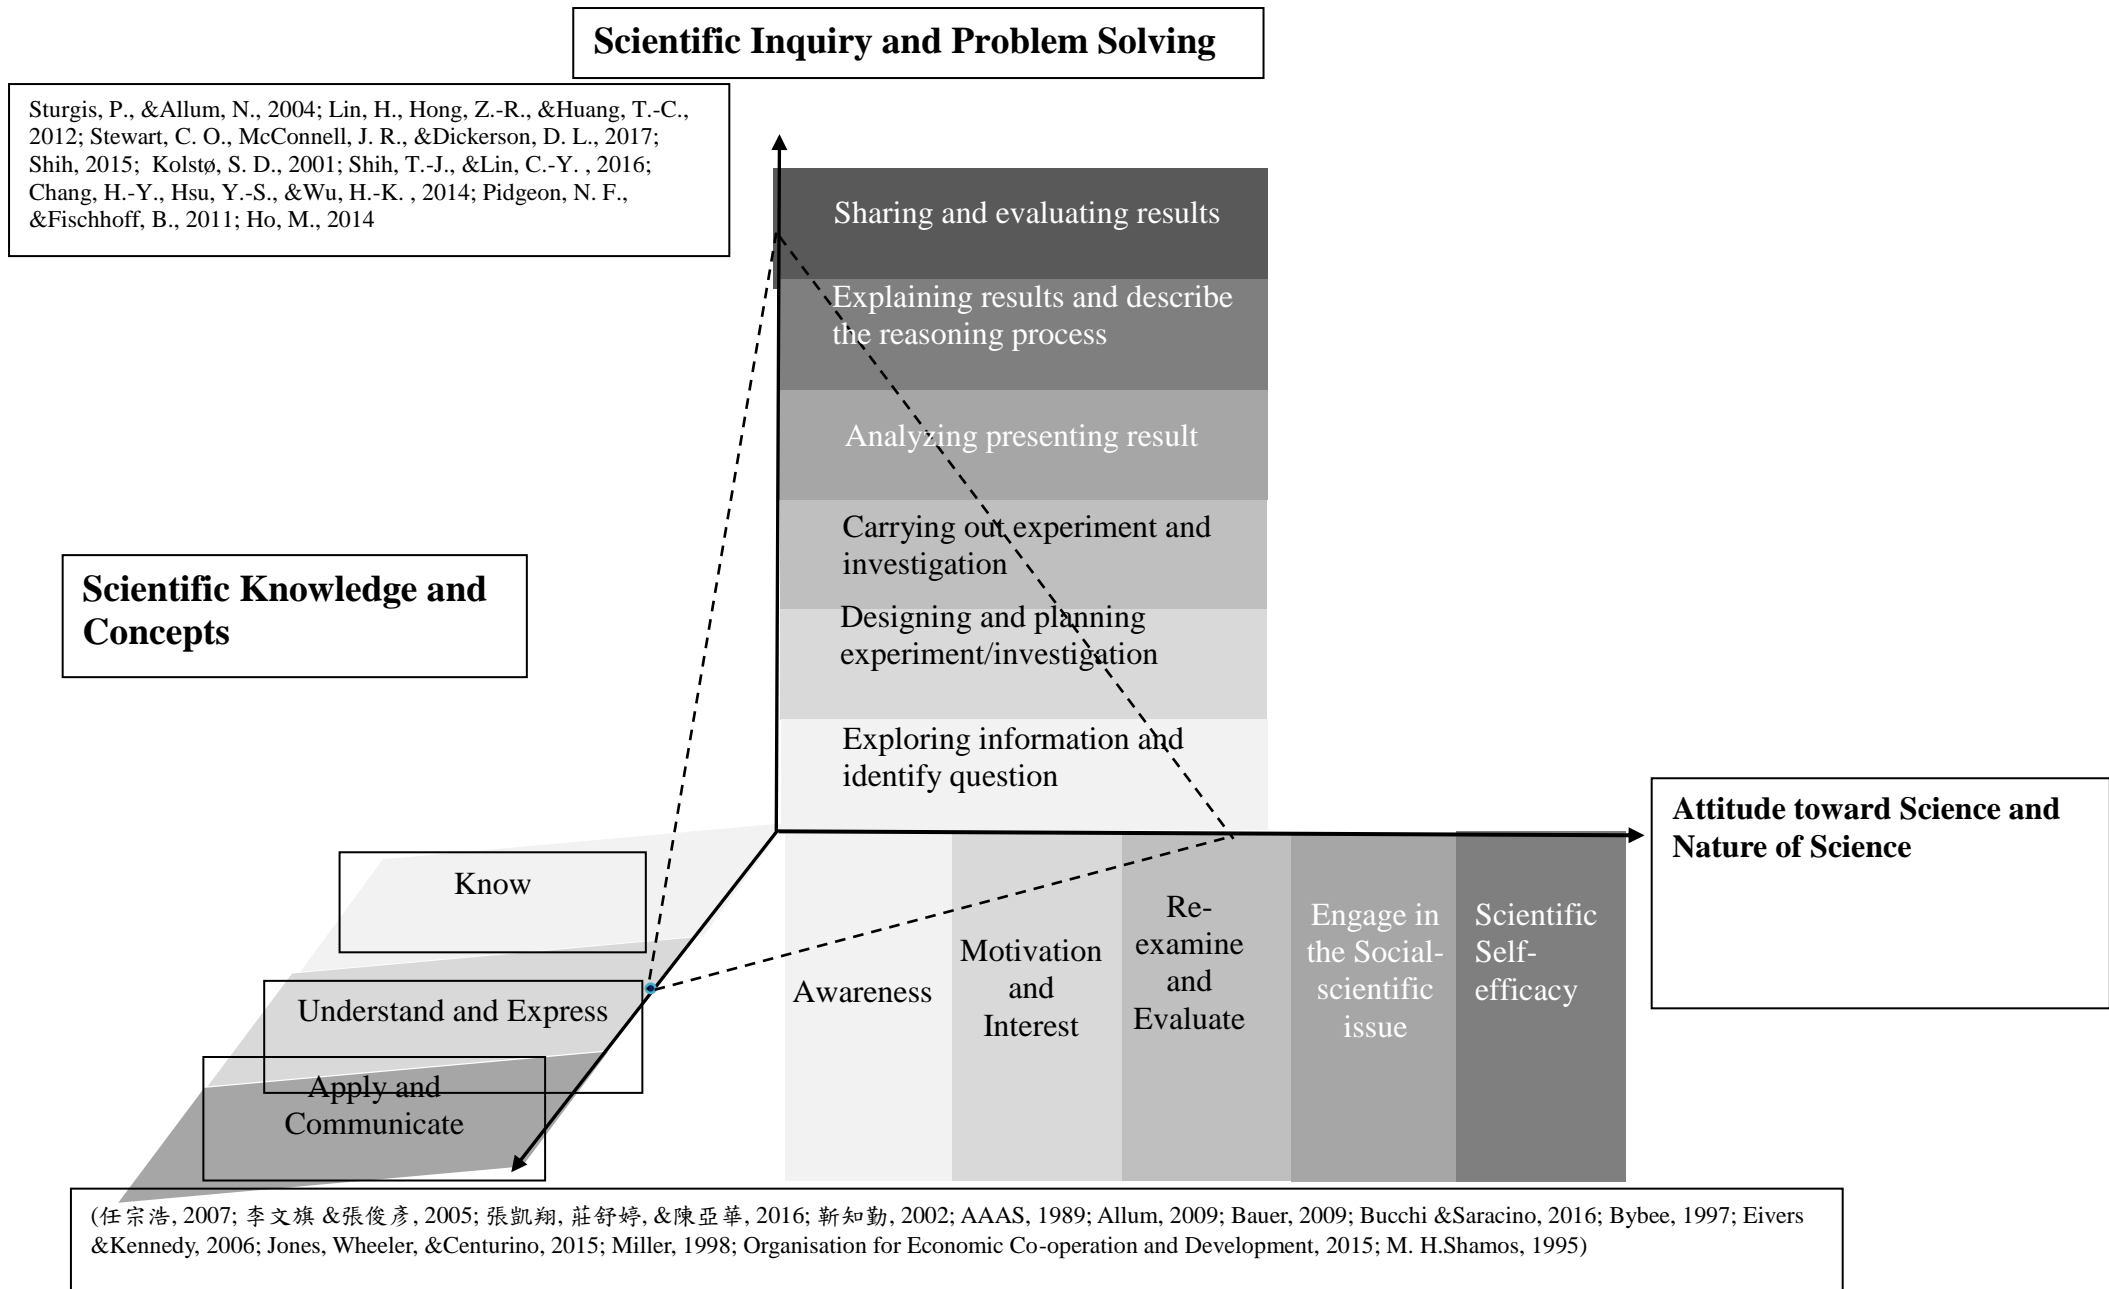 Scientific Inquiry and Problem Solving
Sturgis, P., &Allum, N., 2004; Lin, H., Hong, Z.-R., &Huang, T.-C.,
2012; Stewart, C. O., McConnell, J. R., &Dickerson, D. L., 2017;
Shih, 2015;  Kolstø, S. D., 2001; Shih, T.-J., &Lin, C.-Y. , 2016;
Chang, H.-Y., Hsu, Y.-S., &Wu, H.-K. , 2014; Pidgeon, N. F.,
&Fischhoff, B., 2011; Ho, M., 2014
Sharing and evaluating results
Explaining results and describe
the reasoning process
Analyzing presenting result
Carrying out experiment and
investigation
Designing and planning
experiment/investigation
Exploring information and
identify question
Scientific Knowledge and
Concepts
Attitude toward Science and
Nature of Science
Know
Understand and Express
Apply and
Communicate
Awareness
Motivation
and
Interest
Re-
examine
and
Evaluate
Engage in
the Social-
scientific
issue
Scientific
Self-
efficacy
(任宗浩, 2007; 李文旗 &張俊彥, 2005; 張凱翔, 莊舒婷, &陳亞華, 2016; 靳知勤, 2002; AAAS, 1989; Allum, 2009; Bauer, 2009; Bucchi &Saracino, 2016; Bybee, 1997; Eivers
&Kennedy, 2006; Jones, Wheeler, &Centurino, 2015; Miller, 1998; Organisation for Economic Co-operation and Development, 2015; M. H.Shamos, 1995)